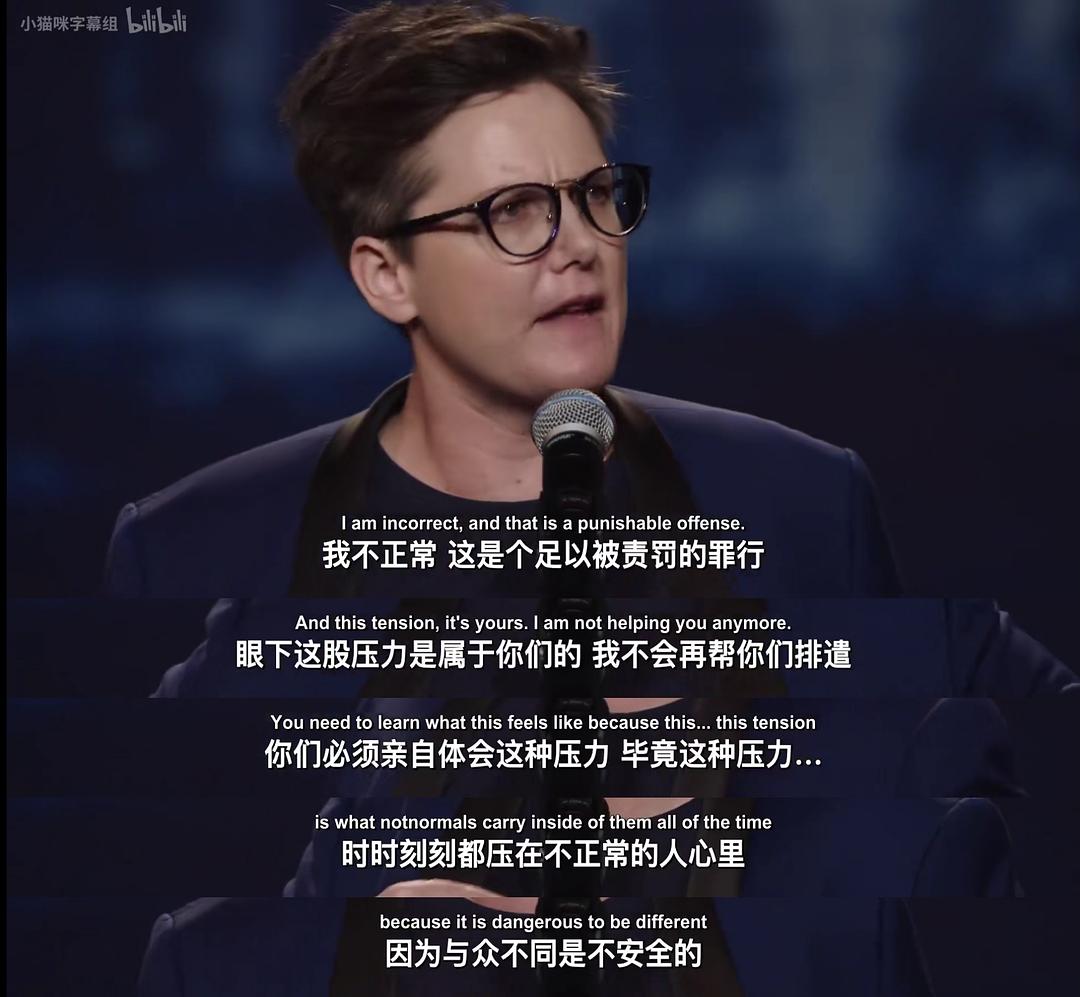 小猫咪字幕组 bilibili
I am incorrect, and that is a punishable offense.
我不正常 这是个足以被责罚的罪行
And this tension, it's yours. I am not helping you anymore.
眼下这股压力是属于你们的 我不会再帮你们排遣
You need to learn what this feels like because this... this tension
你们必须亲自体会这种压力 毕竟这种压力...
is what notnormals carry inside of them all of the time
时时刻刻都压在不正常的人心里
because it is dangerous to be different
因为与众不同是不安全的